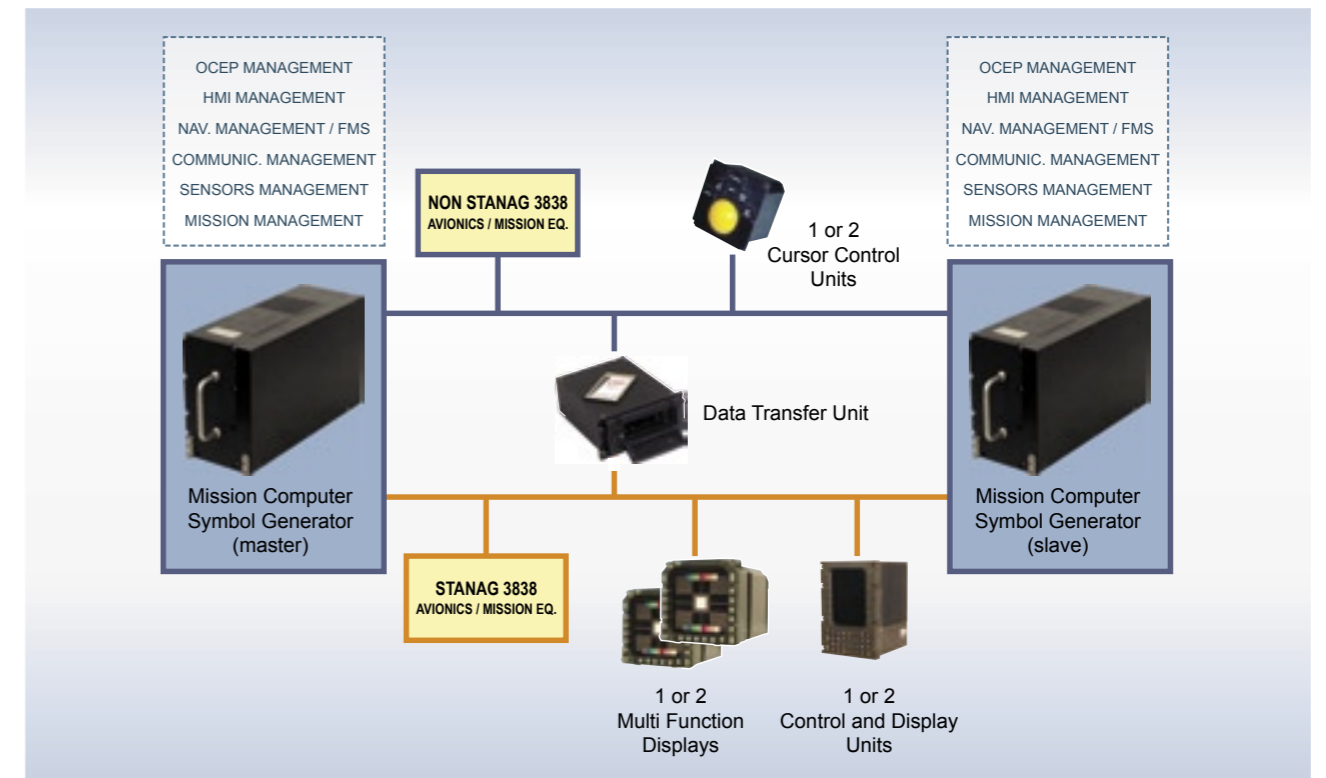 OCEP MANAGEMENT
HMI MANAGEMENT
NAV. MANAGEMENT / FMS
COMMUNIC. MANAGEMENT
SENSORS MANAGEMENT
MISSION MANAGEMENT
NON STANAG 3838
AVIONICS / MISSION EQ.
1 or 2
Cursor Control
Units
OCEP MANAGEMENT
HMI MANAGEMENT
NAV. MANAGEMENT / FMS
COMMUNIC. MANAGEMENT
SENSORS MANAGEMENT
MISSION MANAGEMENT
Data Transfer Unit
Mission Computer
Symbol Generator
(master)
Mission Computer
Symbol Generator
(slave)
STANAG 3838
AVIONICS / MISSION EQ.
1 or 2
Multi Function
Displays
1 or 2
Control and Display
Units